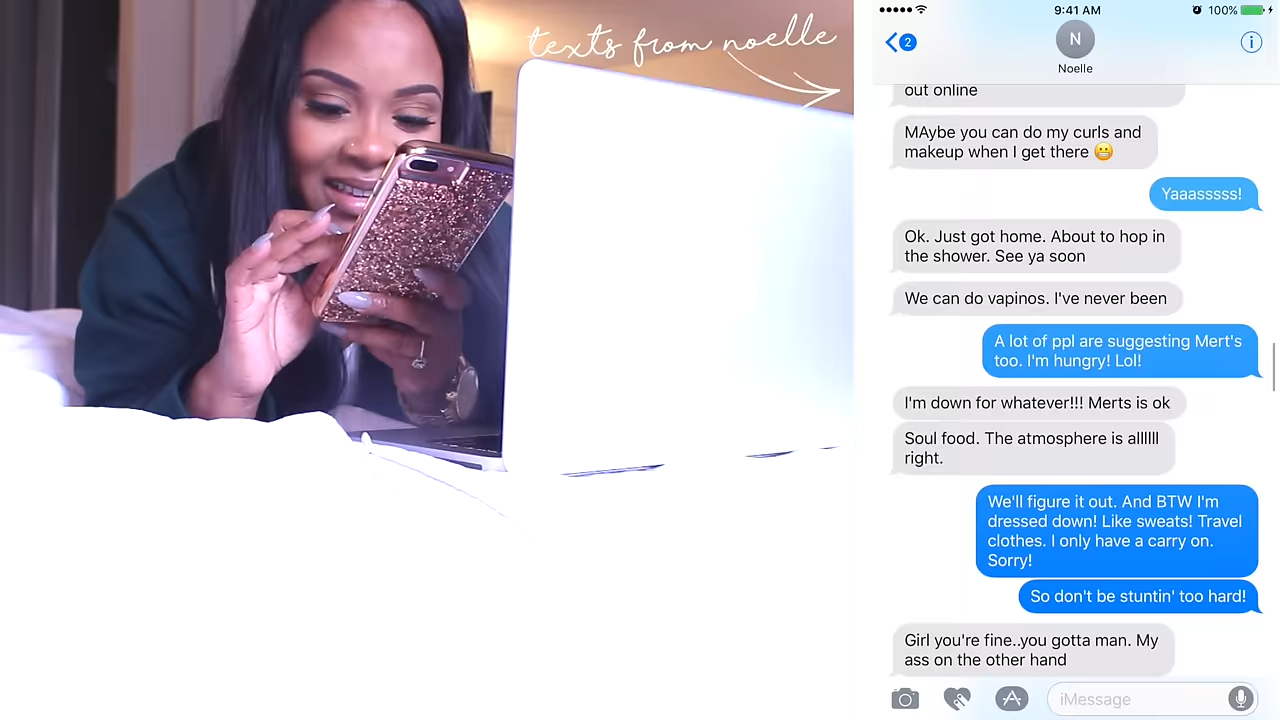 texts from noelle
9:41 AM
100%
2
N
Noelle
out online
MAybe you can do my curls and
makeup when I get there 😬
Yaaasssss!
Ok. Just got home. About to hop in
the shower. See ya soon
We can do vapinos. I've never been
A lot of ppl are suggesting Mert's
too. I'm hungry! Lol!
I'm down for whatever!!! Merts is ok
Soul food. The atmosphere is allllll
right.
We'll figure it out. And BTW I'm
dressed down! Like sweats! Travel
clothes. I only have a carry on.
Sorry!
So don't be stuntin' too hard!
Girl you're fine..you gotta man. My
ass on the other hand
iMessage